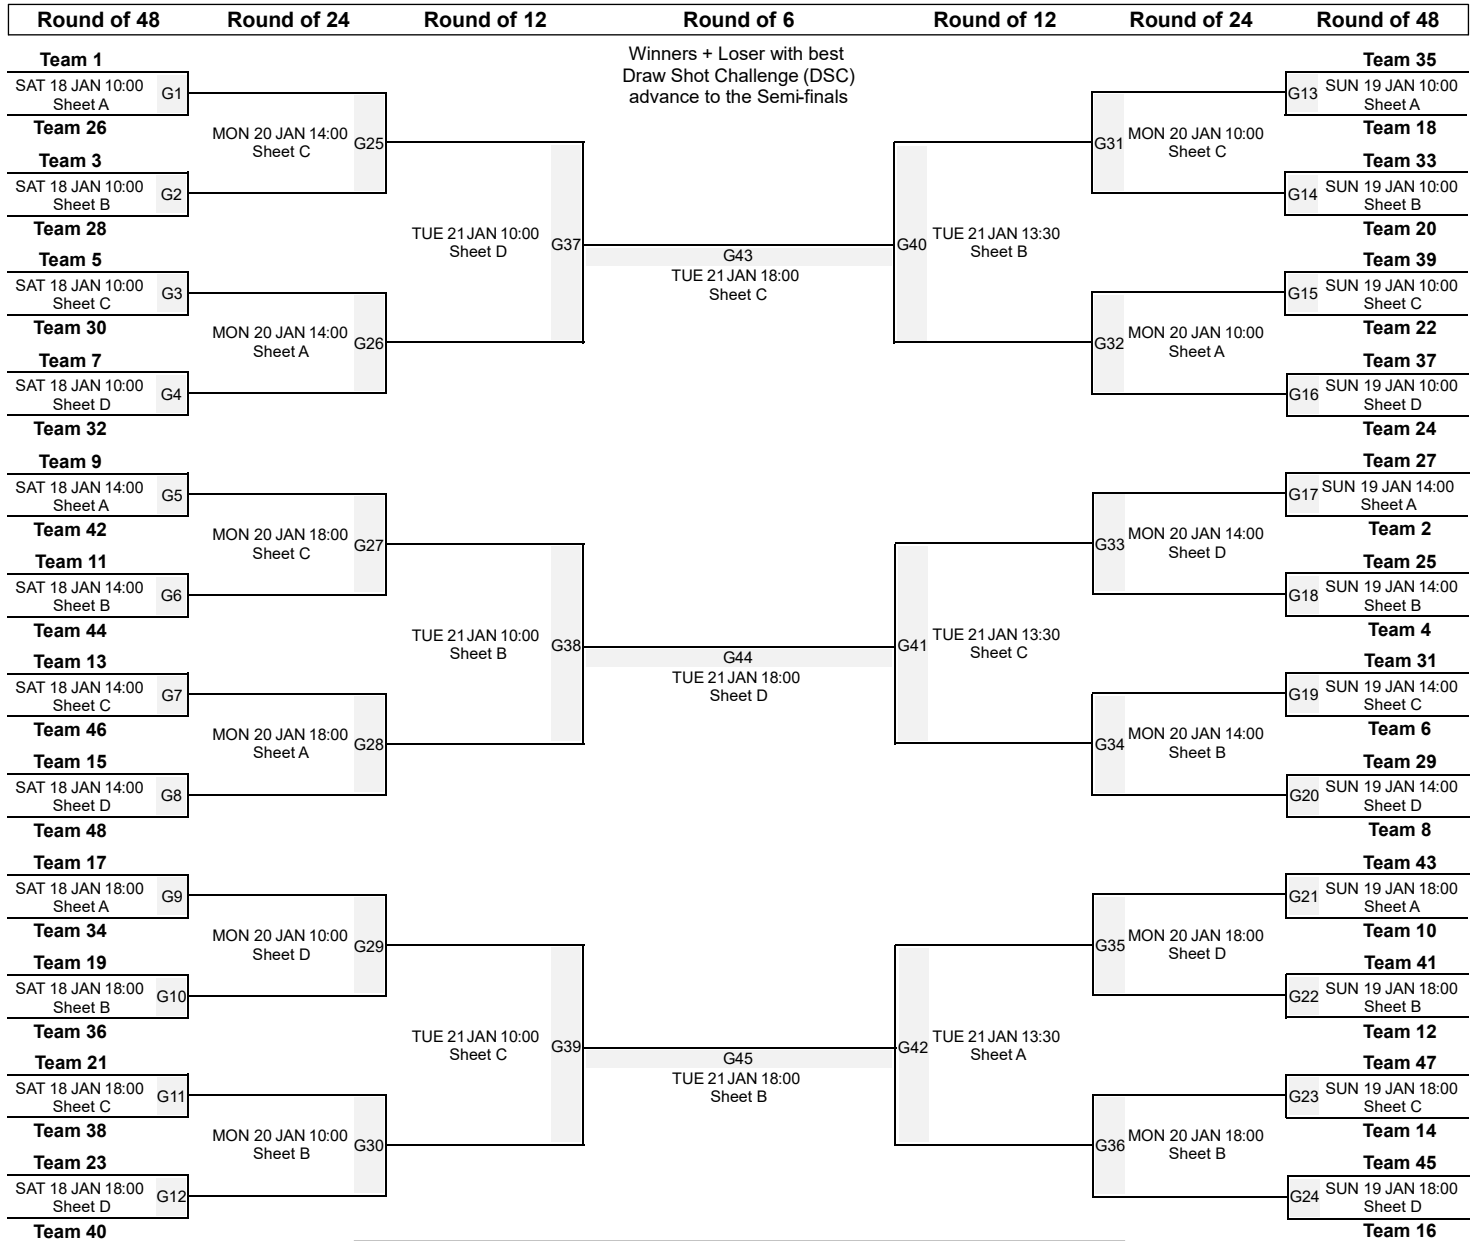 Round of 48
Round of 24
Round of 12
Round of 6
Round of 12
Round of 24
Round of 48
Winners + Loser with best
Draw Shot Challenge (DSC)
advance to the Semi-finals
Team 1
SAT 18 JAN 10:00
Sheet A
G1
Team 26
Team 3
SAT 18 JAN 10:00
Sheet B
G2
Team 28
Team 5
SAT 18 JAN 10:00
Sheet C
G3
Team 30
Team 7
SAT 18 JAN 10:00
Sheet D
G4
Team 32
Team 9
SAT 18 JAN 14:00
Sheet A
G5
Team 42
Team 11
SAT 18 JAN 14:00
Sheet B
G6
Team 44
Team 13
SAT 18 JAN 14:00
Sheet C
G7
Team 46
Team 15
SAT 18 JAN 14:00
Sheet D
G8
Team 48
Team 17
SAT 18 JAN 18:00
Sheet A
G9
Team 34
Team 19
SAT 18 JAN 18:00
Sheet B
G10
Team 36
Team 21
SAT 18 JAN 18:00
Sheet C
G11
Team 38
Team 23
SAT 18 JAN 18:00
Sheet D
G12
Team 40
MON 20 JAN 14:00
Sheet C
G25
MON 20 JAN 14:00
Sheet A
G26
MON 20 JAN 18:00
Sheet C
G27
MON 20 JAN 18:00
Sheet A
G28
MON 20 JAN 10:00
Sheet D
G29
MON 20 JAN 10:00
Sheet B
G30
TUE 21 JAN 10:00
Sheet D
G37
TUE 21 JAN 10:00
Sheet B
G38
TUE 21 JAN 10:00
Sheet C
G39
G43
TUE 21 JAN 18:00
Sheet C
G44
TUE 21 JAN 18:00
Sheet D
G45
TUE 21 JAN 18:00
Sheet B
G40
TUE 21 JAN 13:30
Sheet B
G41
TUE 21 JAN 13:30
Sheet C
G42
TUE 21 JAN 13:30
Sheet A
G31
MON 20 JAN 10:00
Sheet C
G32
MON 20 JAN 10:00
Sheet A
G33
MON 20 JAN 14:00
Sheet D
G34
MON 20 JAN 14:00
Sheet B
G35
MON 20 JAN 18:00
Sheet D
G36
MON 20 JAN 18:00
Sheet B
Team 35
G13
SUN 19 JAN 10:00
Sheet A
Team 18
Team 33
G14
SUN 19 JAN 10:00
Sheet B
Team 20
Team 39
G15
SUN 19 JAN 10:00
Sheet C
Team 22
Team 37
G16
SUN 19 JAN 10:00
Sheet D
Team 24
Team 27
G17
SUN 19 JAN 14:00
Sheet A
Team 2
Team 25
G18
SUN 19 JAN 14:00
Sheet B
Team 4
Team 31
G19
SUN 19 JAN 14:00
Sheet C
Team 6
Team 29
G20
SUN 19 JAN 14:00
Sheet D
Team 8
Team 43
G21
SUN 19 JAN 18:00
Sheet A
Team 10
Team 41
G22
SUN 19 JAN 18:00
Sheet B
Team 12
Team 47
G23
SUN 19 JAN 18:00
Sheet C
Team 14
Team 45
G24
SUN 19 JAN 18:00
Sheet D
Team 16